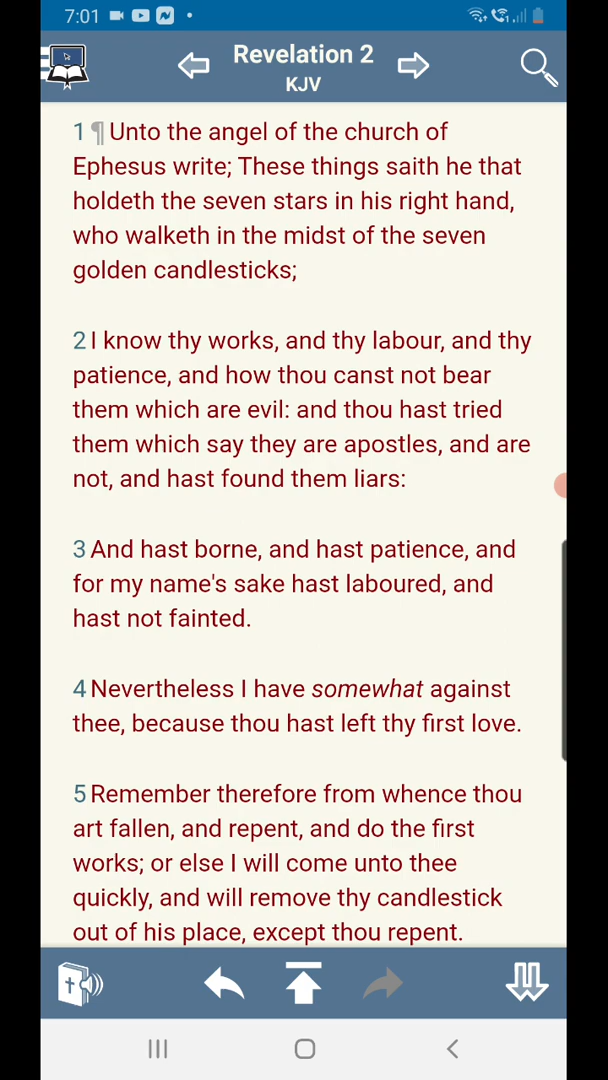 7:01
Revelation 2
KJV
1 ¶ Unto the angel of the church of
Ephesus write; These things saith he that
holdeth the seven stars in his right hand,
who walketh in the midst of the seven
golden candlesticks;
2 I know thy works, and thy labour, and thy
patience, and how thou canst not bear
them which are evil: and thou hast tried
them which say they are apostles, and are
not, and hast found them liars:
3 And hast borne, and hast patience, and
for my name's sake hast laboured, and
hast not fainted.
4 Nevertheless I have somewhat against
thee, because thou hast left thy first love.
5 Remember therefore from whence thou
art fallen, and repent, and do the first
works; or else I will come unto thee
quickly, and will remove thy candlestick
out of his place, except thou repent.